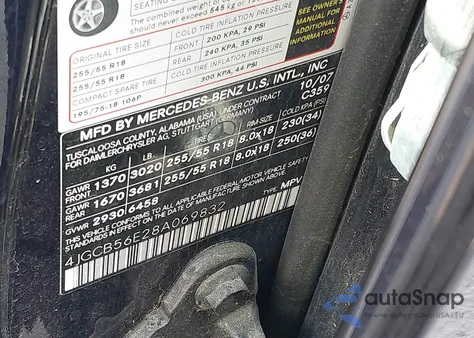 SEATING
The combined weight of
should never exceed 545 kg or
SEE OWNER'S
MANUAL FOR
ADDITIONAL
INFORMATION
ORIGINAL TIRE SIZE
COLD TIRE INFLATION PRESSURE
255/55 R18
FRONT
200 KPA, 29 PSI
255/55 R18
REAR
240 KPA, 35 PSI
COMPACT SPARE TIRE
COLD TIRE INFLATION PRESSURE
195/75-18 106P
300 KPA, 44 PSI
MFD BY MERCEDES-BENZ U.S. INTL., INC
TUSCALOOSA COUNTY, ALABAMA (USA), UNDER CONTRACT 10/07
FOR DAIMLERCHRYSLER AG, STUTTGART (GERMANY) C359
KG LB TIRE SIZE RIM-SIZE COLD KPA (PSI)
GAWR FRONT 1370 3020 255/55 R18 8.0x18 230(34)
GAWR REAR 1670 3681 255/55 R18 8.0x18 250(36)
GVWR 2930 6458
THIS VEHICLE CONFORMS TO ALL APPLICABLE FEDERAL MOTOR VEHICLE SAFETY
STANDARDS IN EFFECT ON THE DATE OF MANUFACTURE SHOWN ABOVE.
4JGCB56E28A069832 TYPE: MPV
autoSnap